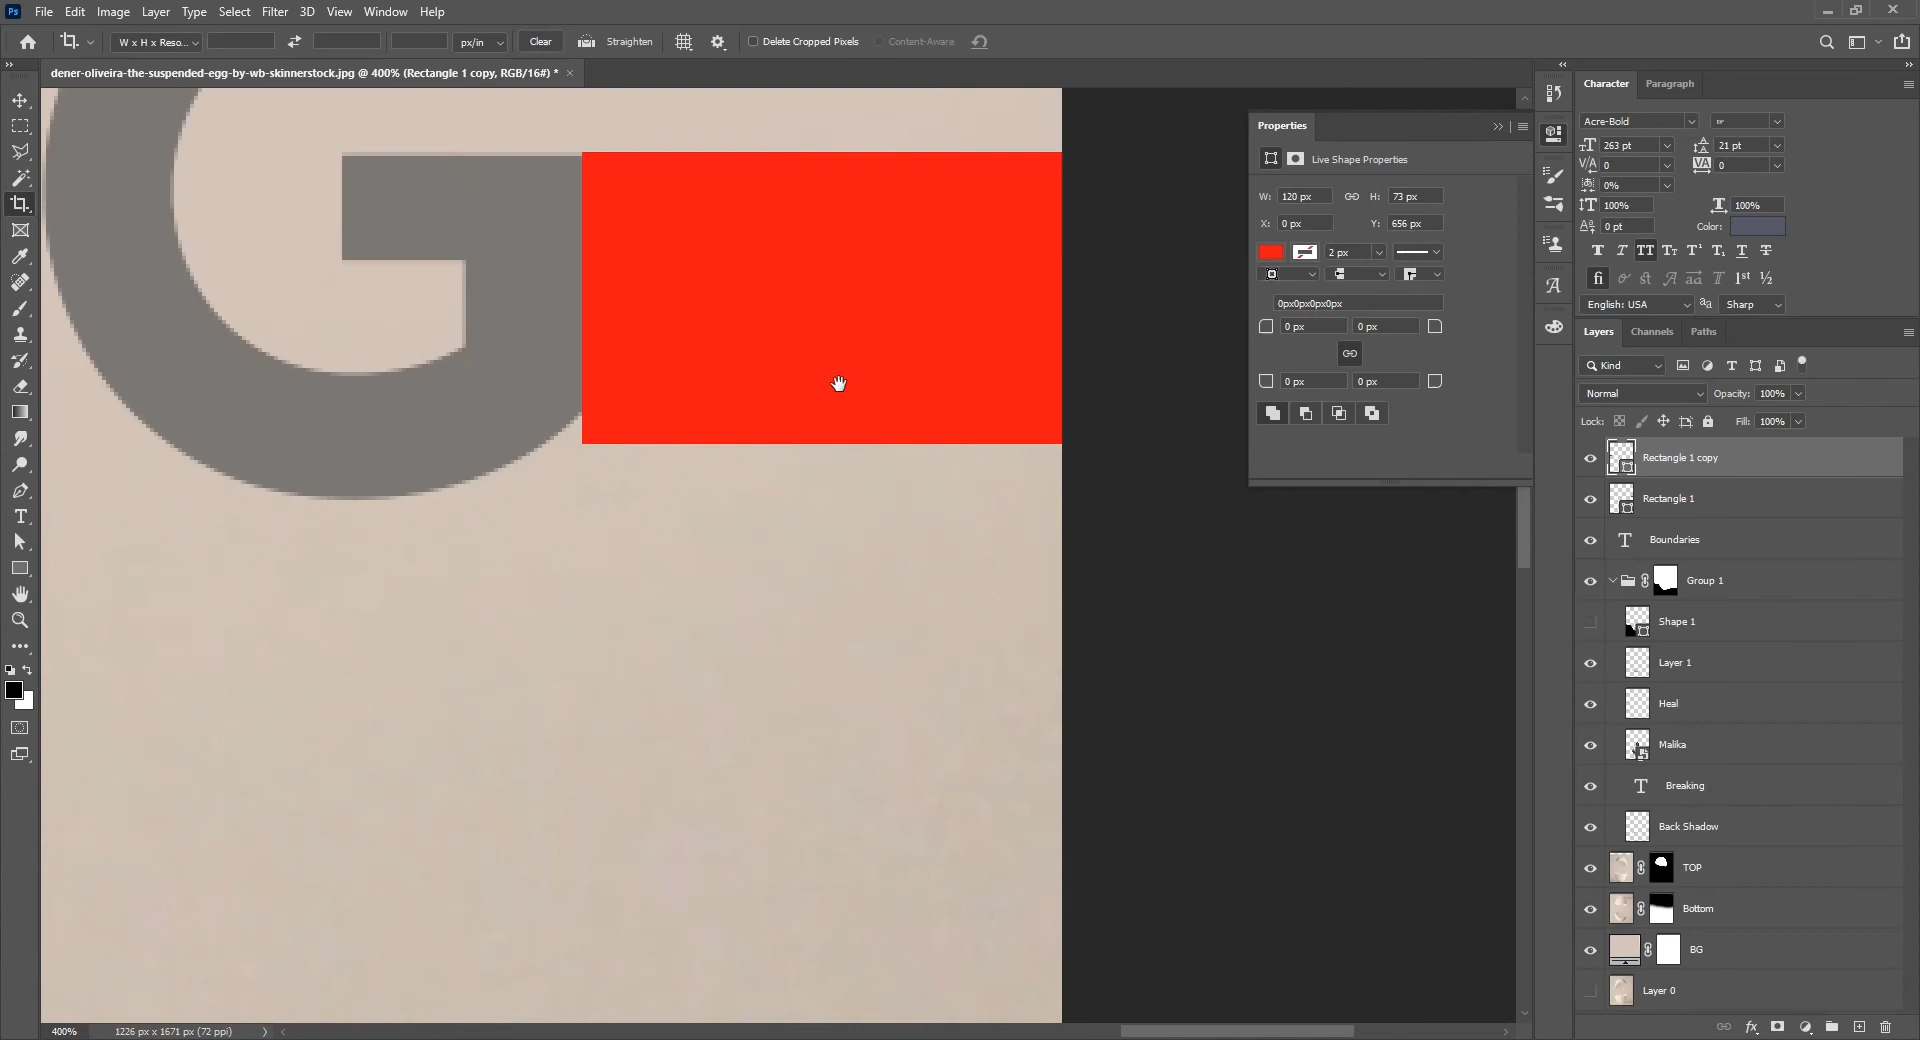 Ps File Edit Image Layer Type Select Filter 3D View Window Help
W x H x Reso... px/in Clear Straighten Delete Cropped Pixels Content-Aware
dener-oliveira-the-suspended-egg-by-wb-skinnerstock.jpg @ 400% (Rectangle 1 copy, RGB/16#) *
G
Properties
Live Shape Properties
W: 120 px H: 73 px
X: 0 px Y: 656 px
2 px
0px0px0px0px
0 px 0 px
0 px 0 px
Character Paragraph
Acre-Bold
263 pt 21 pt
0 0
0%
100% 100%
0 pt Color:
English: USA Sharp
Layers Channels Paths
Kind
Normal Opacity: 100%
Lock: Fill: 100%
Rectangle 1 copy
Rectangle 1
Boundaries
Group 1
Shape 1
Layer 1
Heal
Malika
Breaking
Back Shadow
TOP
Bottom
BG
Layer 0
400% 1226 px x 1671 px (72 ppi)